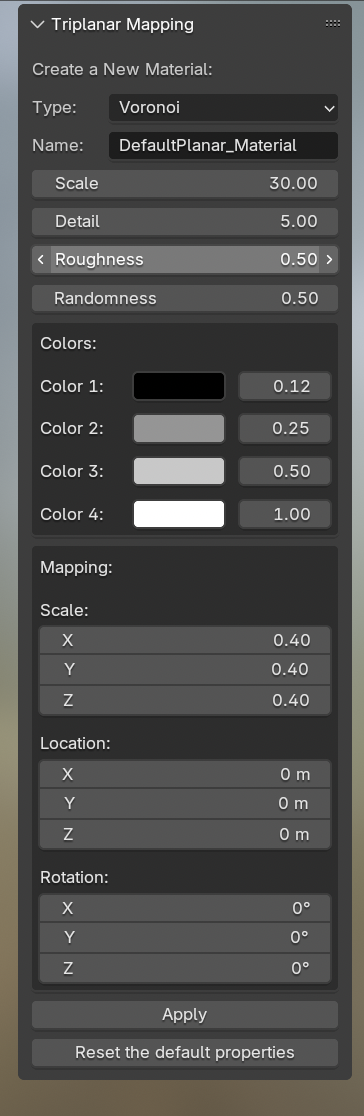 Triplanar Mapping
Create a New Material:
Type: Voronoi
Name: DefaultPlanar_Material
Scale 30.00
Detail 5.00
Roughness 0.50
Randomness 0.50
Colors:
Color 1: 0.12
Color 2: 0.25
Color 3: 0.50
Color 4: 1.00
Mapping:
Scale:
X 0.40
Y 0.40
Z 0.40
Location:
X 0 m
Y 0 m
Z 0 m
Rotation:
X 0°
Y 0°
Z 0°
Apply
Reset the default properties